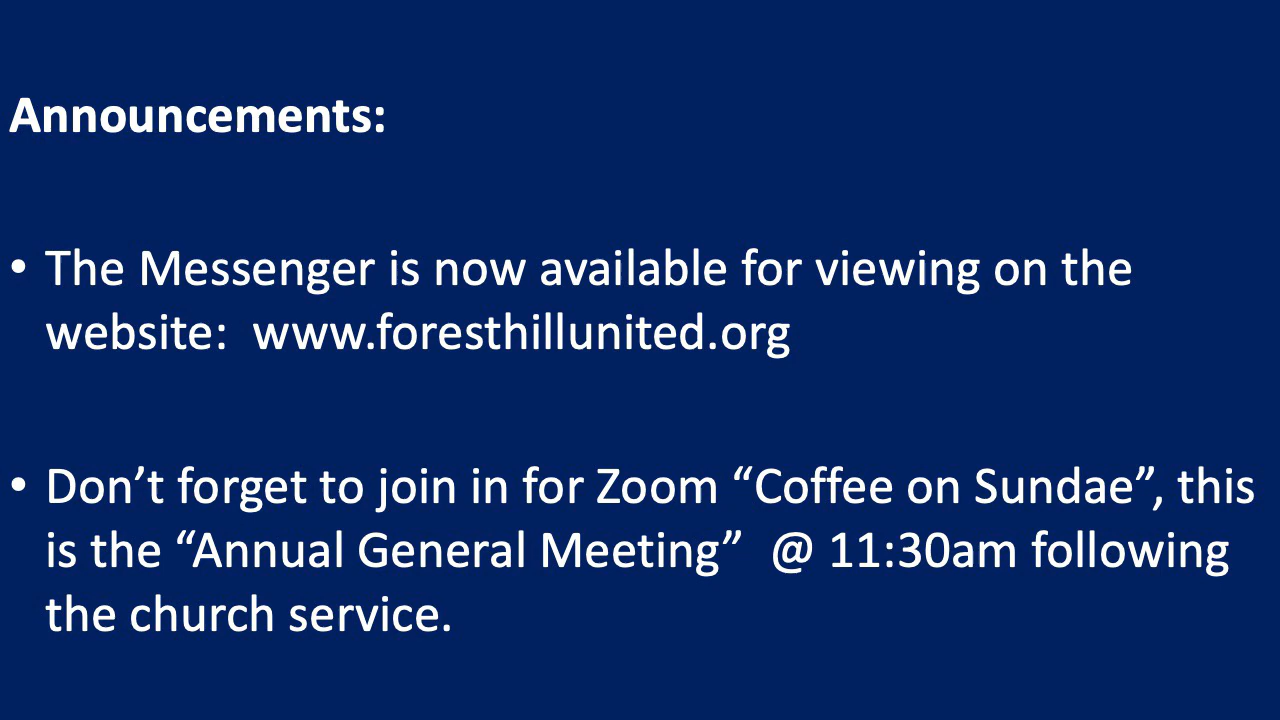 Announcements:
• The Messenger is now available for viewing on the
website:  www.foresthillunited.org
• Don’t forget to join in for Zoom “Coffee on Sundae”, this
is the “Annual General Meeting”  @ 11:30am following
the church service.